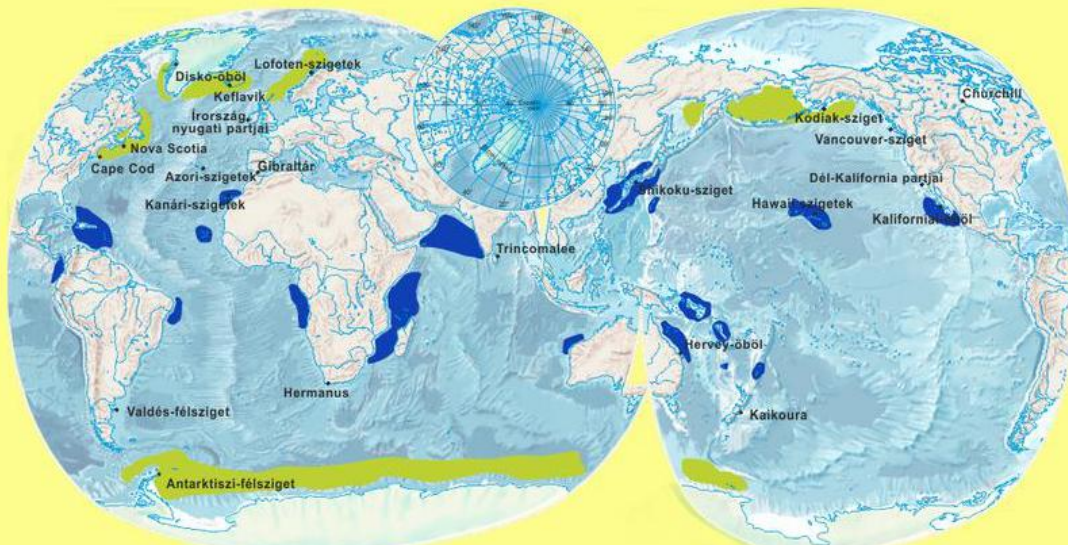 Lofoten-szigetek
Diskó-öböl
Keflavík
Írország
nyugati partjai
Nova Scotia
Cape Cod
Gibraltár
Azori-szigetek
Kanári-szigetek
Trincomalee
Hermanus
Valdés-félsziget
Antarktiszi-félsziget
Churchill
Kodiak-sziget
Vancouver-sziget
Dél-Kalifornia partjai
Shikoku-sziget
Hawaii-szigetek
Kaliforniai-öböl
Hervey-öböl
Kaikoura